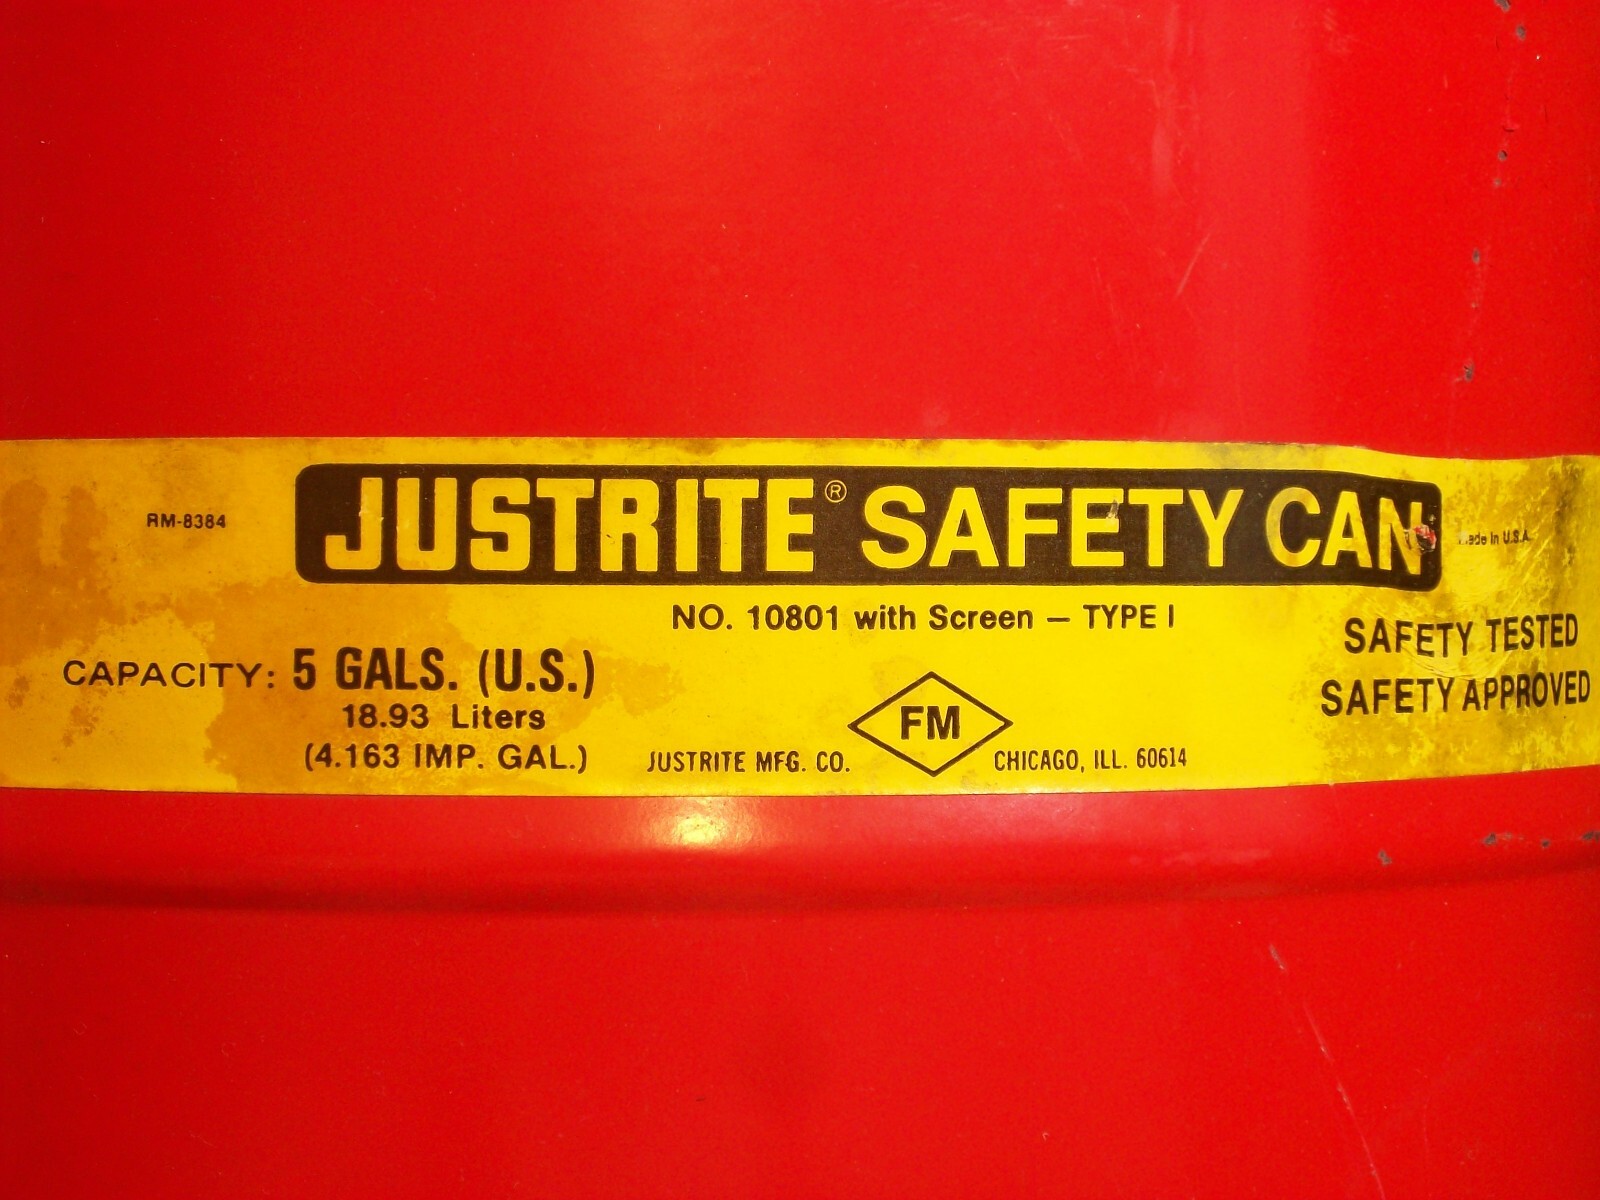 RM-8384
JUSTRITE® SAFETY CAN
Made in U.S.A.
NO. 10801 with Screen – TYPE I
CAPACITY: 5 GALS. (U.S.)
18.93 Liters
(4.163 IMP. GAL.)
JUSTRITE MFG. CO.
FM
CHICAGO, ILL. 60614
SAFETY TESTED
SAFETY APPROVED